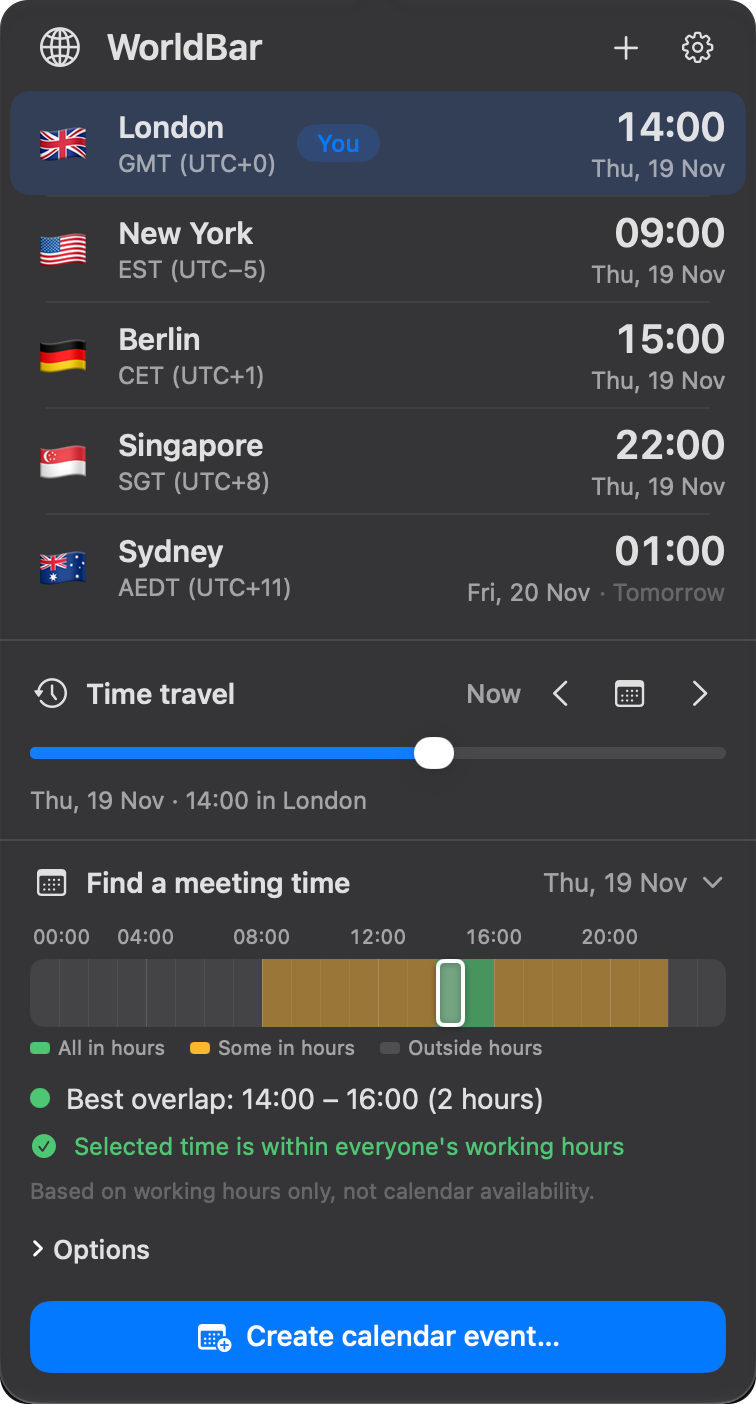 WorldBar
London
GMT (UTC+0)
You
14:00
Thu, 19 Nov
New York
EST (UTC−5)
09:00
Thu, 19 Nov
Berlin
CET (UTC+1)
15:00
Thu, 19 Nov
Singapore
SGT (UTC+8)
22:00
Thu, 19 Nov
Sydney
AEDT (UTC+11)
01:00
Fri, 20 Nov · Tomorrow
Time travel
Now
Thu, 19 Nov · 14:00 in London
Find a meeting time
Thu, 19 Nov
00:00 04:00 08:00 12:00 16:00 20:00
All in hours Some in hours Outside hours
Best overlap: 14:00 – 16:00 (2 hours)
Selected time is within everyone's working hours
Based on working hours only, not calendar availability.
Options
Create calendar event...